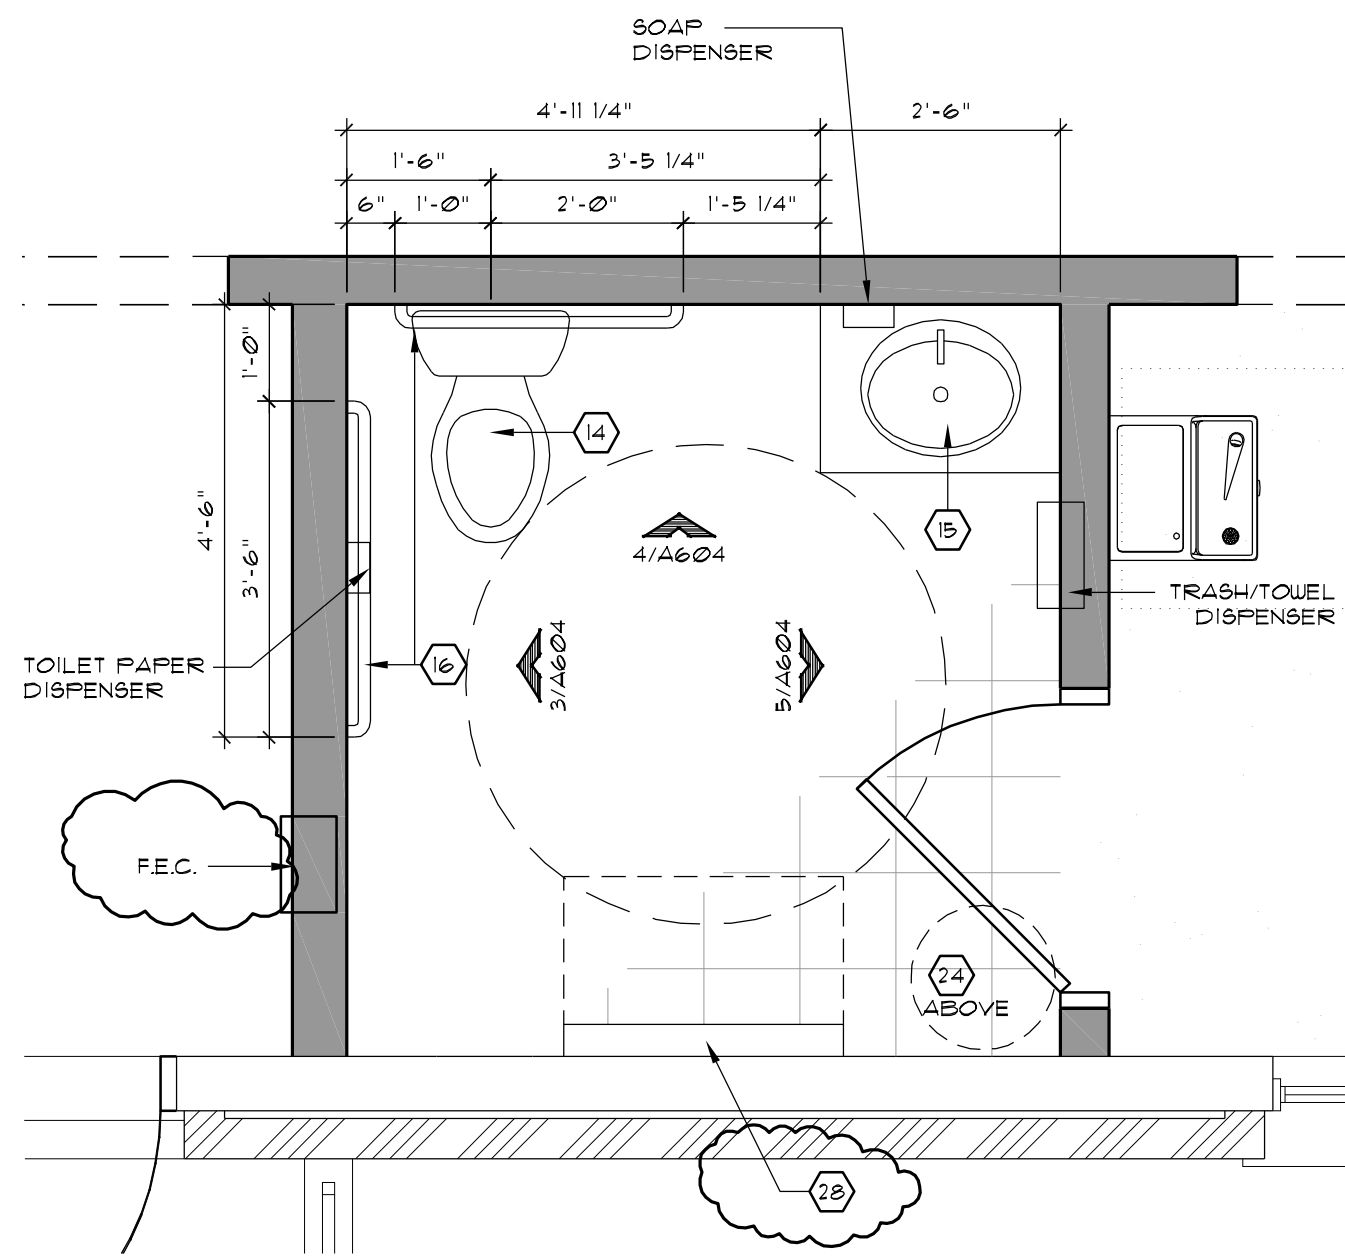 SOAP
DISPENSER
4'-11 1/4"
2'-6"
1'-6"
3'-5 1/4"
6"
1'-0"
2'-0"
1'-5 1/4"
1'-0"
4'-6"
3'-6"
14
15
4/A604
TRASH/TOWEL
DISPENSER
3/A604
5/A604
16
TOILET PAPER
DISPENSER
F.E.C.
24
ABOVE
28